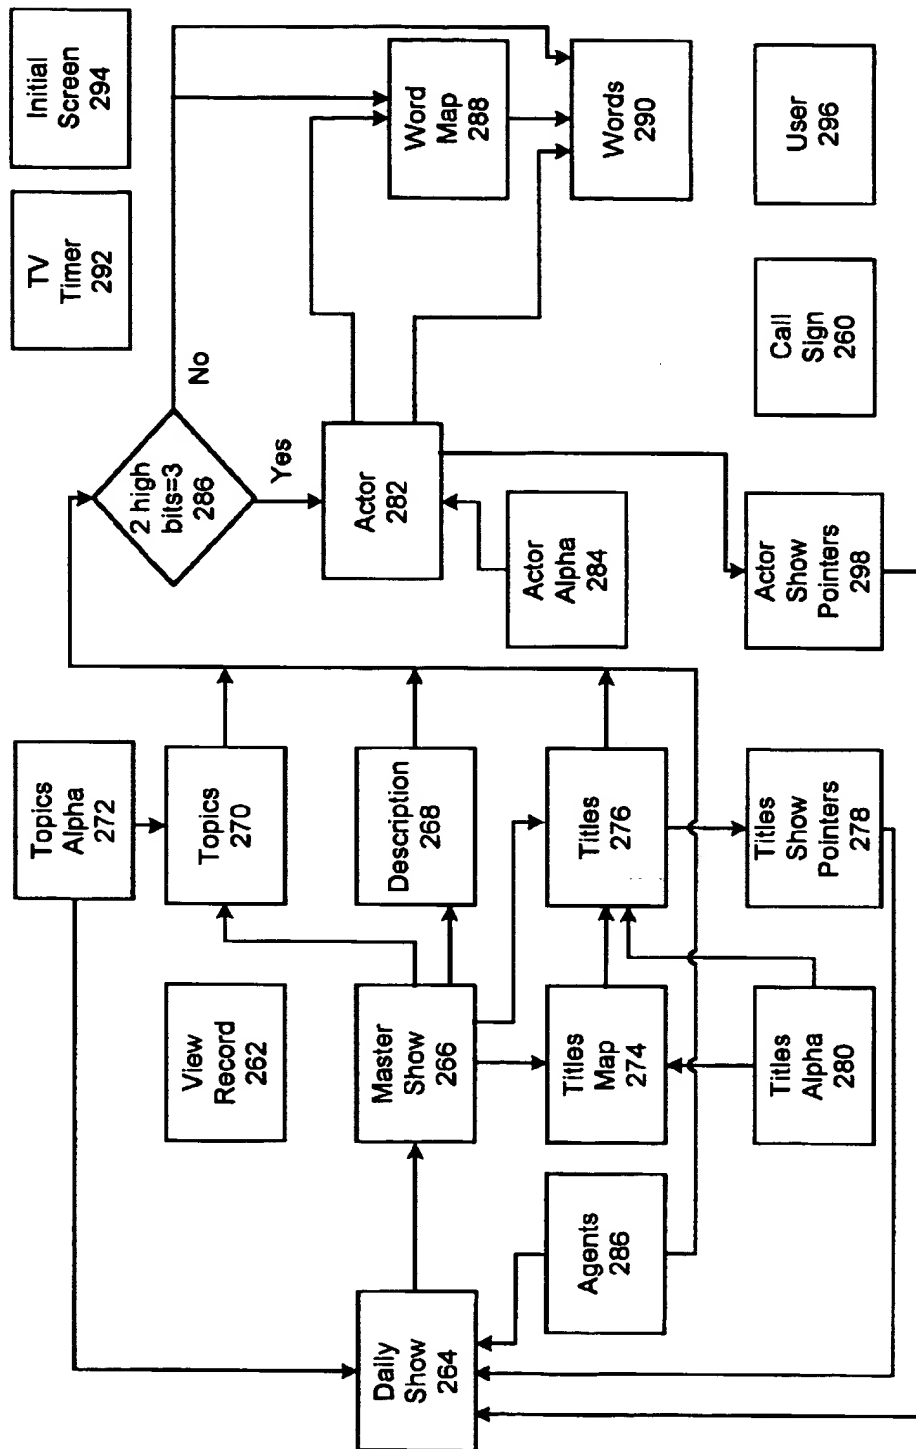 Topics
Alpha
272
TV
Timer
292
Initial
Screen
294
View
Record
262
Topics
270
2 high
bits=3
286
No
Yes
Daily
Show
264
Master
Show
266
Description
268
Actor
282
Word
Map
288
Agents
286
Titles
Map
274
Titles
276
Actor
Alpha
284
Words
290
Titles
Alpha
280
Titles
Show
Pointers
278
Actor
Show
Pointers
298
Call
Sign
260
User
296